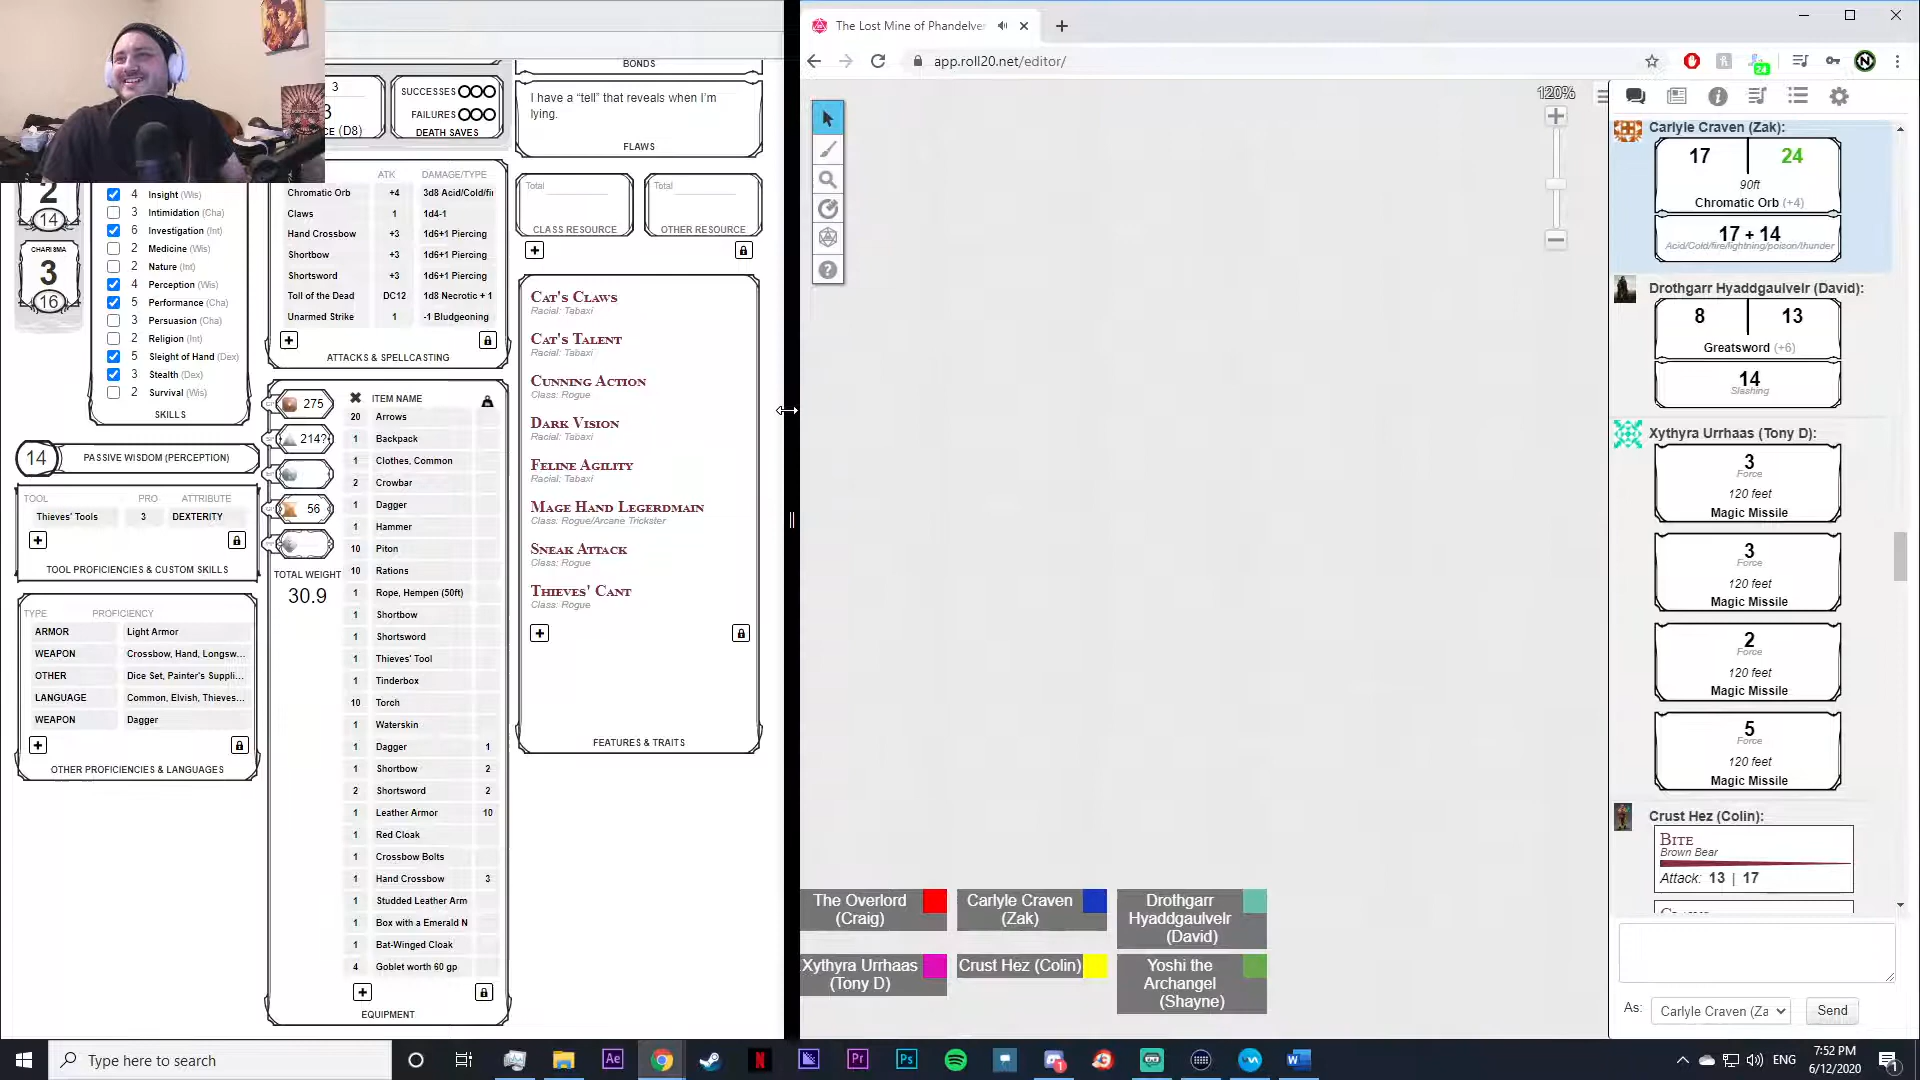 The Lost Mine of Phandelve
app.roll20.net/editor/
3
3
CE (D8)
SUCCESSES
FAILURES
DEATH SAVES
BONDS
I have a “tell” that reveals when I'm
lying.
FLAWS
2
14
CHARISMA
3
16
4 Insight (Wis)
3 Intimidation (Cha)
6 Investigation (Int)
2 Medicine (Wis)
2 Nature (Int)
4 Perception (Wis)
5 Performance (Cha)
3 Persuasion (Cha)
2 Religion (Int)
5 Sleight of Hand (Dex)
3 Stealth (Dex)
2 Survival (Wis)
SKILLS
14 PASSIVE WISDOM (PERCEPTION)
TOOL PRO ATTRIBUTE
Thieves' Tools 3 DEXTERITY
+
TOOL PROFICIENCIES & CUSTOM SKILLS
TYPE PROFICIENCY
ARMOR Light Armor
WEAPON Crossbow, Hand, Longsw...
OTHER Dice Set, Painter's Suppli...
LANGUAGE Common, Elvish, Thieves...
WEAPON Dagger
+
OTHER PROFICIENCIES & LANGUAGES
ATK DAMAGE/TYPE
Chromatic Orb +4 3d8 Acid/Cold/fir
Claws 1 1d4-1
Hand Crossbow +3 1d6+1 Piercing
Shortbow +3 1d6+1 Piercing
Shortsword +3 1d6+1 Piercing
Toll of the Dead DC12 1d8 Necrotic + 1
Unarmed Strike 1 -1 Bludgeoning
+
ATTACKS & SPELLCASTING
275
214?
56
TOTAL WEIGHT
30.9
ITEM NAME
20 Arrows
1 Backpack
1 Clothes, Common
2 Crowbar
1 Dagger
1 Hammer
10 Piton
10 Rations
1 Rope, Hempen (50ft)
1 Shortbow
1 Shortsword
1 Thieves' Tool
1 Tinderbox
10 Torch
1 Waterskin
1 Dagger 1
1 Shortbow 2
2 Shortsword 2
1 Leather Armor 10
1 Red Cloak
1 Crossbow Bolts
1 Hand Crossbow 3
1 Studded Leather Arm
1 Box with a Emerald N
1 Bat-Winged Cloak
4 Goblet worth 60 gp
+
EQUIPMENT
Total
CLASS RESOURCE
Total
OTHER RESOURCE
+
CAT'S CLAWS
Racial: Tabaxi
CAT'S TALENT
Racial: Tabaxi
CUNNING ACTION
Class: Rogue
DARK VISION
Racial: Tabaxi
FELINE AGILITY
Racial: Tabaxi
MAGE HAND LEGERDMAIN
Class: Rogue/Arcane Trickster
SNEAK ATTACK
Class: Rogue
THIEVES' CANT
Class: Rogue
+
FEATURES & TRAITS
120%
The Overlord
(Craig)
Carlyle Craven
(Zak)
Drothgarr
Hyaddgaulvelr
(David)
Xythyra Urrhaas
(Tony D)
Crust Hez (Colin)
Yoshi the
Archangel
(Shayne)
24
Carlyle Craven (Zak):
17 24
90ft
Chromatic Orb (+4)
17 + 14
Acid/Cold/fire/lightning/poison/thunder
Drothgarr Hyaddgaulvelr (David):
8 13
Greatsword (+6)
14
Slashing
Xythyra Urrhaas (Tony D):
3
Force
120 feet
Magic Missile
3
Force
120 feet
Magic Missile
2
Force
120 feet
Magic Missile
5
Force
120 feet
Magic Missile
Crust Hez (Colin):
BITE
Brown Bear
Attack: 13 | 17
As: Carlyle Craven (Za Send
Type here to search
Ae
N
Pr
Ps
1
ENG
7:52 PM
6/12/2020
1